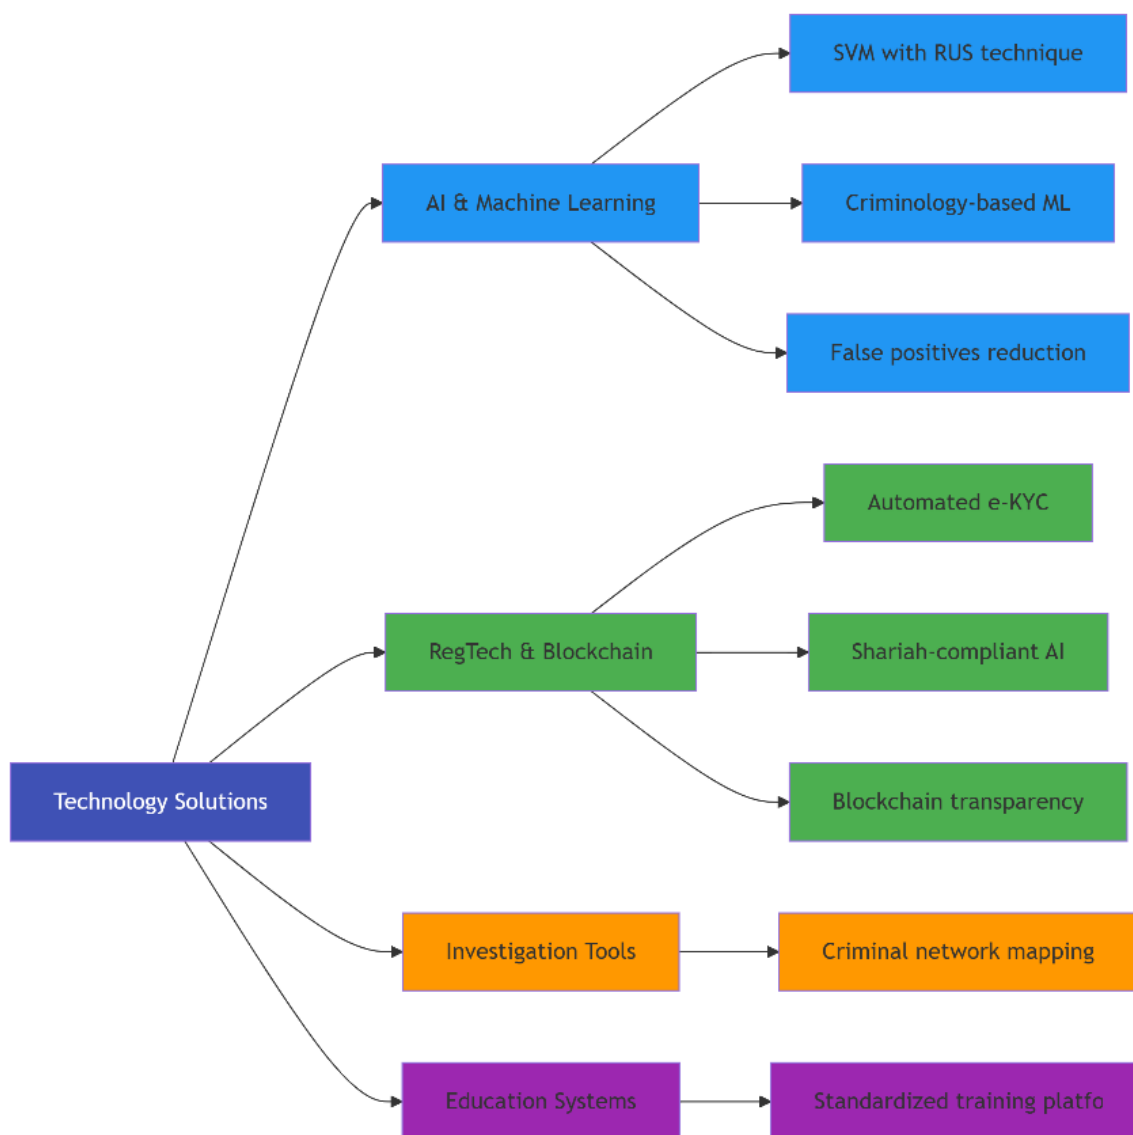 SVM with RUS technique
AI & Machine Learning
Criminology-based ML
False positives reduction
Automated e-KYC
RegTech & Blockchain
Shariah-compliant AI
Blockchain transparency
Technology Solutions
Investigation Tools
Criminal network mapping
Education Systems
Standardized training platfo